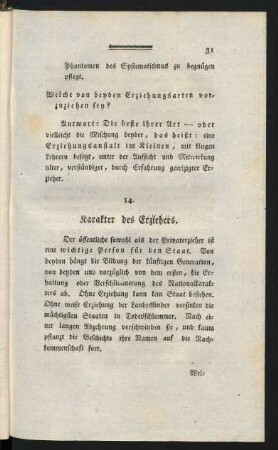 31
Phantomen des Systematismus zu begnügen
pflegt.
Welche von beyden Erziehungsarten vor-
zuziehen sey?
Antwort: Die beste ihrer Art — oder
vielleicht die Mischung beyder, das heißt: eine
Erziehungsanstalt im Kleinen, mit klugen
Lehrern besetzt, unter der Aufsicht und Mitwirkung
alter, verständiger, durch Erfahrung gewitzigter Er-
zieher.
14.
Karakter des Erziehers.
Der öffentliche sowohl als der Privaterzieher ist
eine wichtige Person für den Staat. Von
beyden hängt die Bildung der künftigen Generation,
von beyden und vorzüglich von dem ersten, die Er-
haltung oder Verschlimmerung des Nationalkarak-
ters ab. Ohne Erziehung kann kein Staat bestehen.
Ohne weise Erziehung der Landeskinder versinken die
mächtigsten Staaten in Todesschlummer. Nach ei-
ner langen Abzehrung verschwinden sie, und kaum
pflanzt die Geschichte ihre Namen auf die Nach-
kommenschaft fort.
Wel-